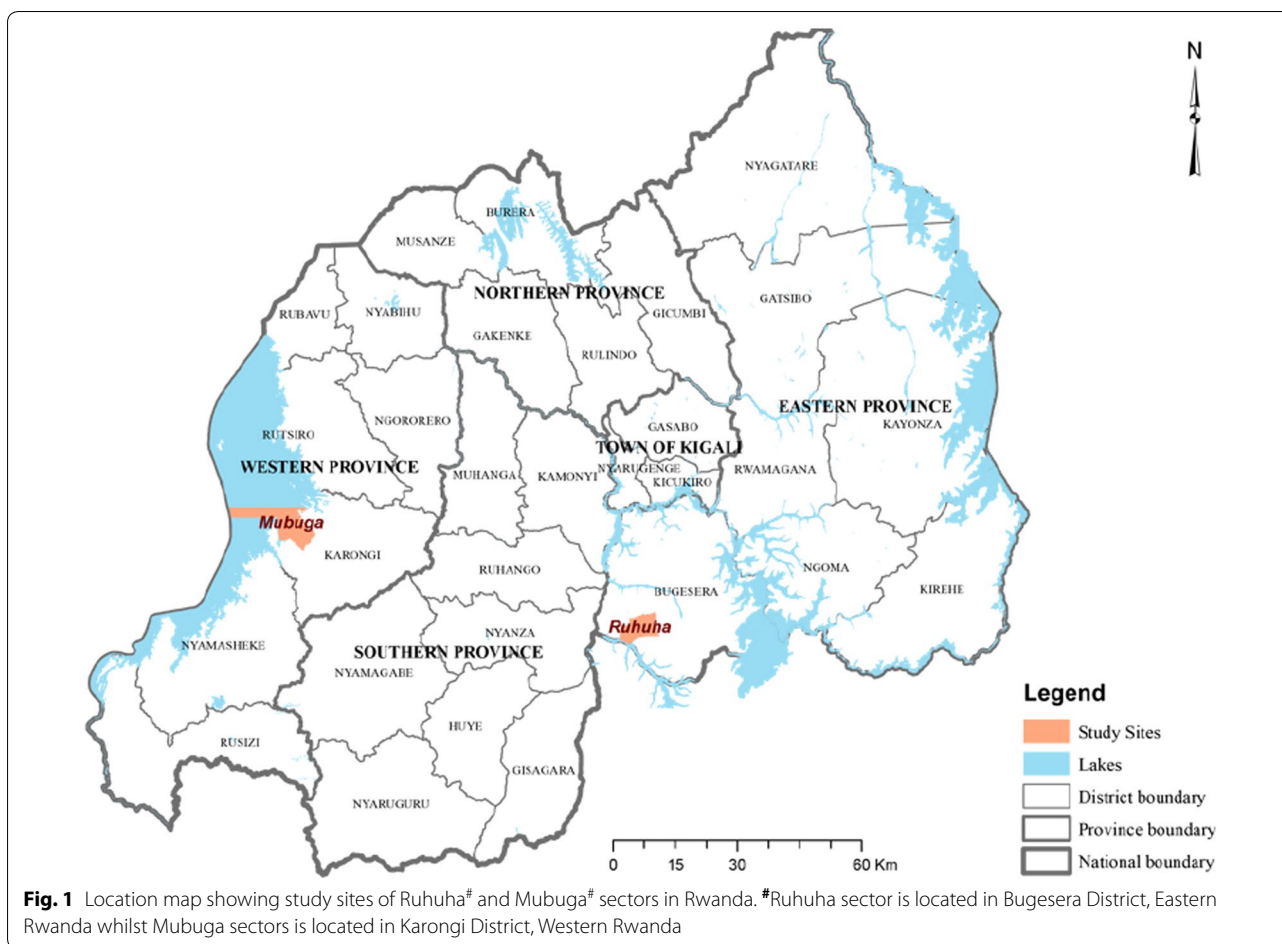 N
NYAGATARE
BURERA
MUSANZE
NORTHERN PROVINCE
GATSIBO
RUBAVU
NYABIHU
GICUMBI
GAKENKE
RULINDO
EASTERN PROVINCE
KAYONZA
NGORORERO
GASABO
RUTSIRO
TOWN OF KIGALI
WESTERN PROVINCE
MUHANGA
KAMONYI
NYARUGENGE
RWAMAGANA
KICUKIRO
Mubuga
KARONGI
RUHANGO
NGOMA
BUGESERA
KIREHE
Ruhuha
NYANZA
NYAMASHEKE
SOUTHERN PROVINCE
NYAMAGABE
HUYE
RUSIZI
GISAGARA
NYARUGURU
Legend
Study Sites
Lakes
District boundary
Province boundary
National boundary
0 15 30 60 Km
Fig. 1 Location map showing study sites of Ruhuha# and Mubuga# sectors in Rwanda. #Ruhuha sector is located in Bugesera District, Eastern
Rwanda whilst Mubuga sectors is located in Karongi District, Western Rwanda